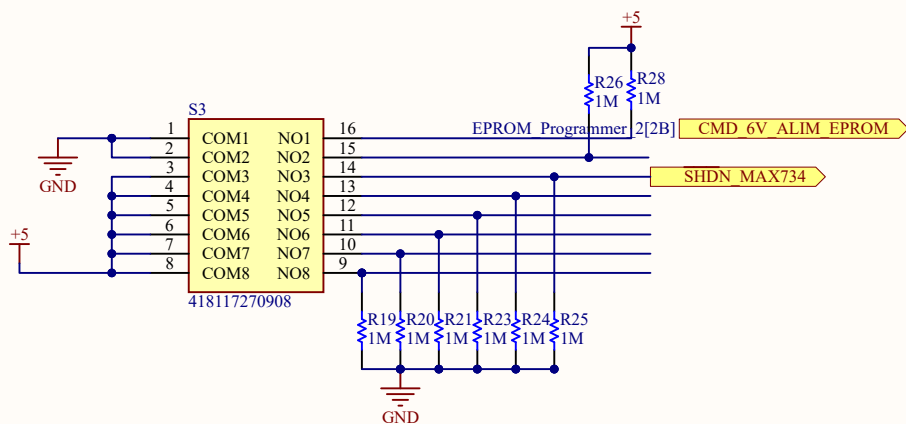 +5
R26
1M
R28
1M
S3
1 COM1 NO1 16
EPROM_Programmer_2[2B] CMD_6V_ALIM_EPROM
2 COM2 NO2 15
3 COM3 NO3 14
SHDN_MAX734
4 COM4 NO4 13
5 COM5 NO5 12
6 COM6 NO6 11
7 COM7 NO7 10
8 COM8 NO8 9
GND
+5
418117270908
R19
1M
R20
1M
R21
1M
R23
1M
R24
1M
R25
1M
GND